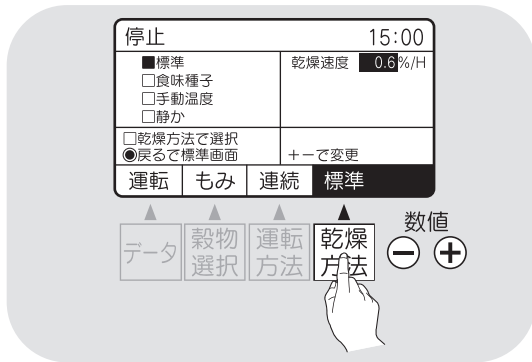 停止 15:00
■標準 乾燥速度 0.6%/H
□食味種子
□手動温度
□静か
□乾燥方法で選択
◉戻るで標準画面 +-で変更
運転 もみ 連続 標準
データ 穀物選択 運転方法 乾燥方法 数値